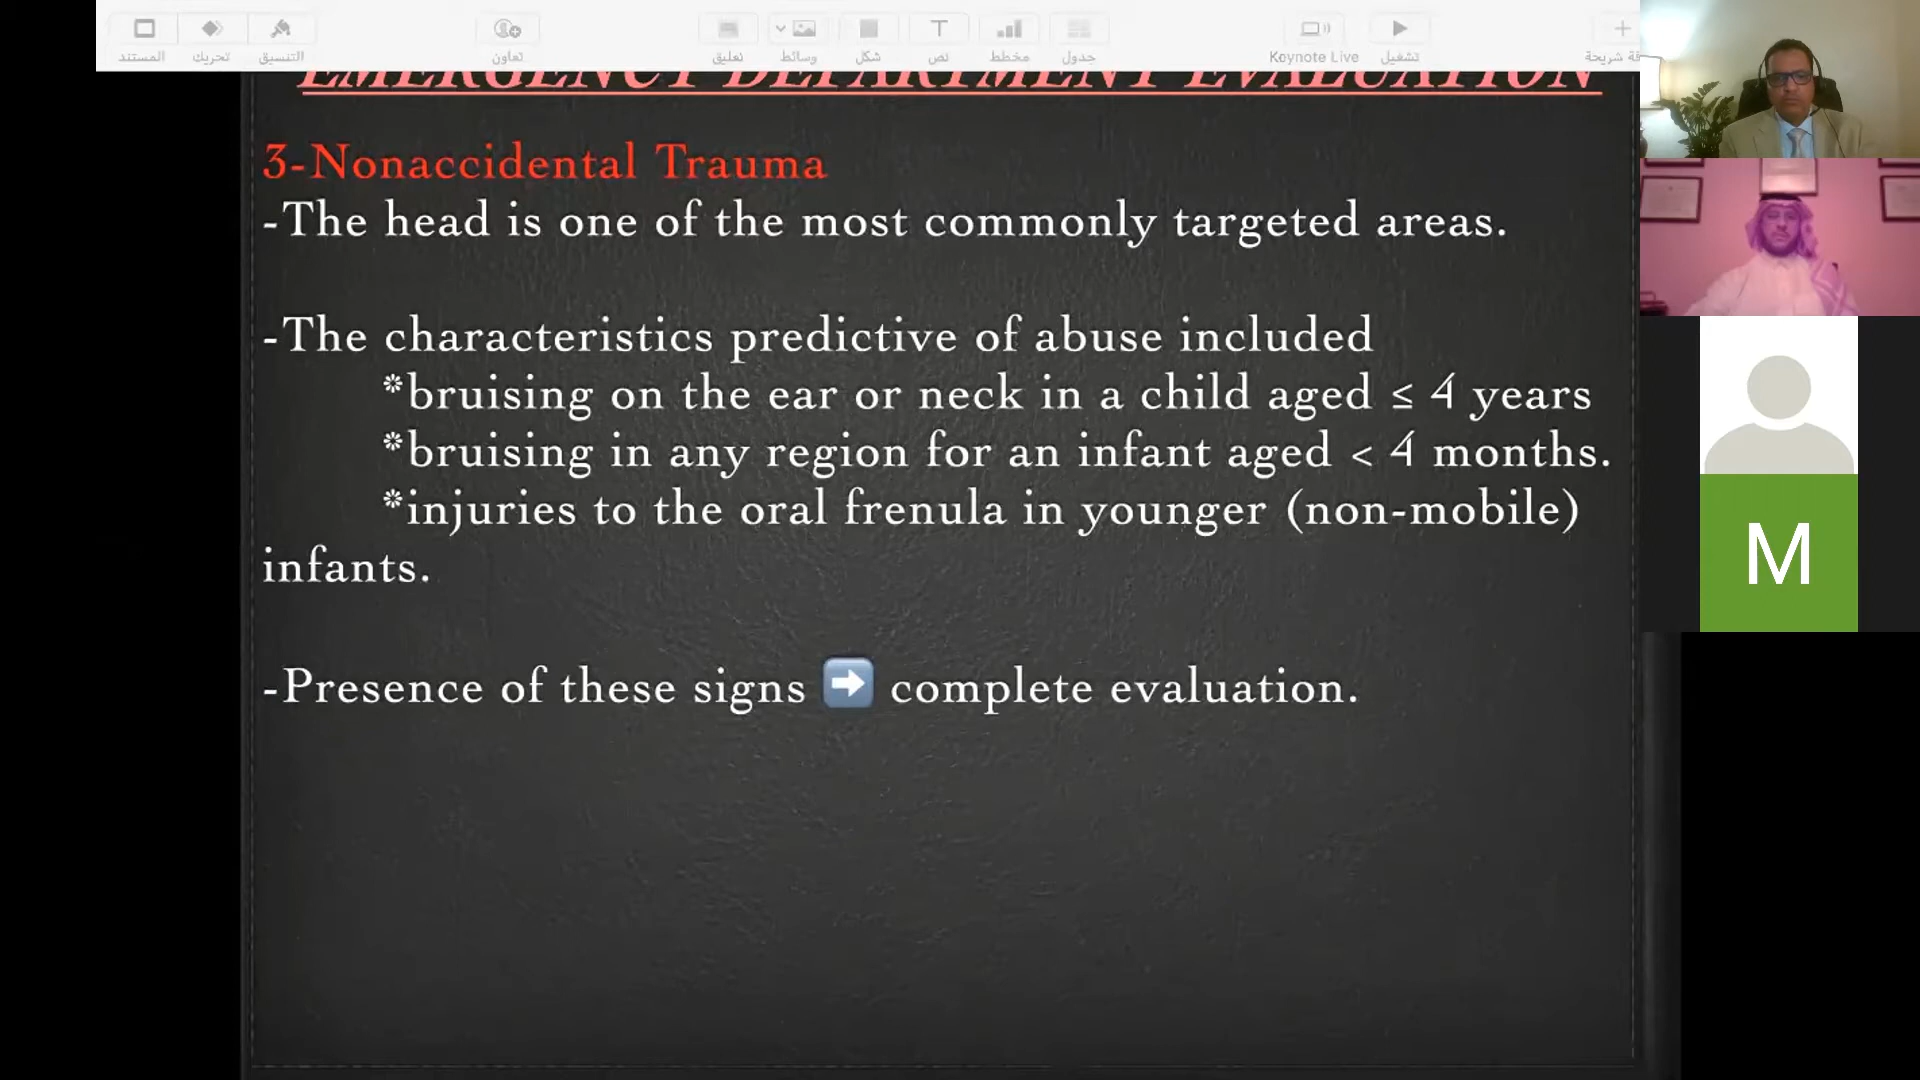 المستند
تحريك
التنسيق
تعاون
تعليق
وسائط
شكل
نص
مخطط
جدول
Keynote Live
تشغيل
شريحة
EMERGENCY DEPARTMENT EVALUATION
3-Nonaccidental Trauma
-The head is one of the most commonly targeted areas.
-The characteristics predictive of abuse included
*bruising on the ear or neck in a child aged ≤ 4 years
*bruising in any region for an infant aged < 4 months.
*injuries to the oral frenula in younger (non-mobile)
infants.
-Presence of these signs ➡ complete evaluation.
M